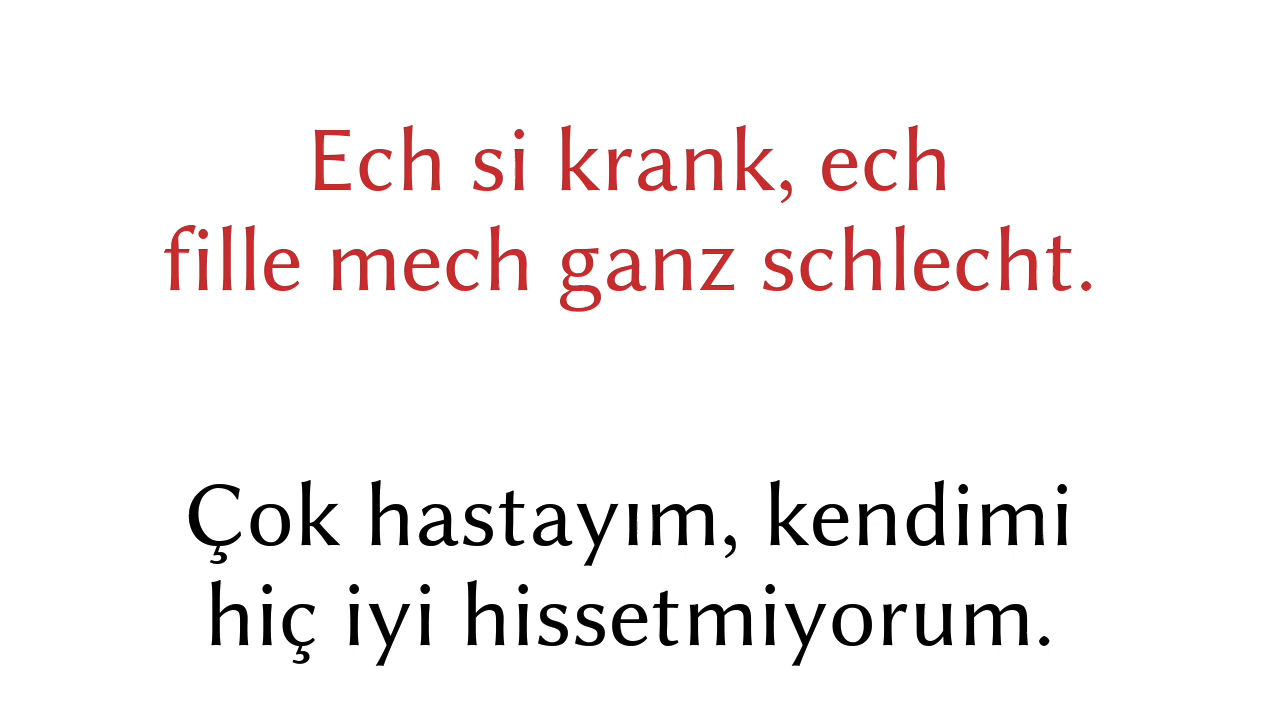 Ech si krank, ech
fille mech ganz schlecht.
Çok hastayım, kendimi
hiç iyi hissetmiyorum.